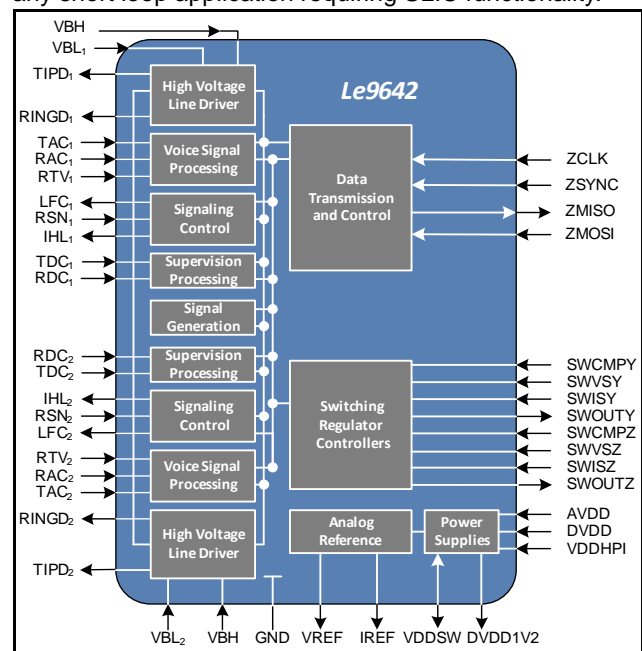 any short loop application requiring SLIC functionality.
VBH
VBL1
TIPD1
RINGD1
TAC1
RAC1
RTV1
LFC1
RSN1
IHL1
TDC1
RDC1
RDC2
TDC2
IHL2
RSN2
LFC2
RTV2
RAC2
TAC2
RINGD2
TIPD2
High Voltage
Line Driver
Voice Signal
Processing
Signaling
Control
Supervision
Processing
Signal
Generation
Supervision
Processing
Signaling
Control
Voice Signal
Processing
High Voltage
Line Driver
Le9642
Data
Transmission
and Control
Switching
Regulator
Controllers
Analog
Reference
Power
Supplies
ZCLK
ZSYNC
ZMISO
ZMOSI
SWCMPY
SWVSY
SWISY
SWOUTY
SWCMPZ
SWVSZ
SWISZ
SWOUTZ
AVDD
DVDD
VDDHPI
VBL2
VBH
GND
VREF
IREF
VDDSW
DVDD1V2